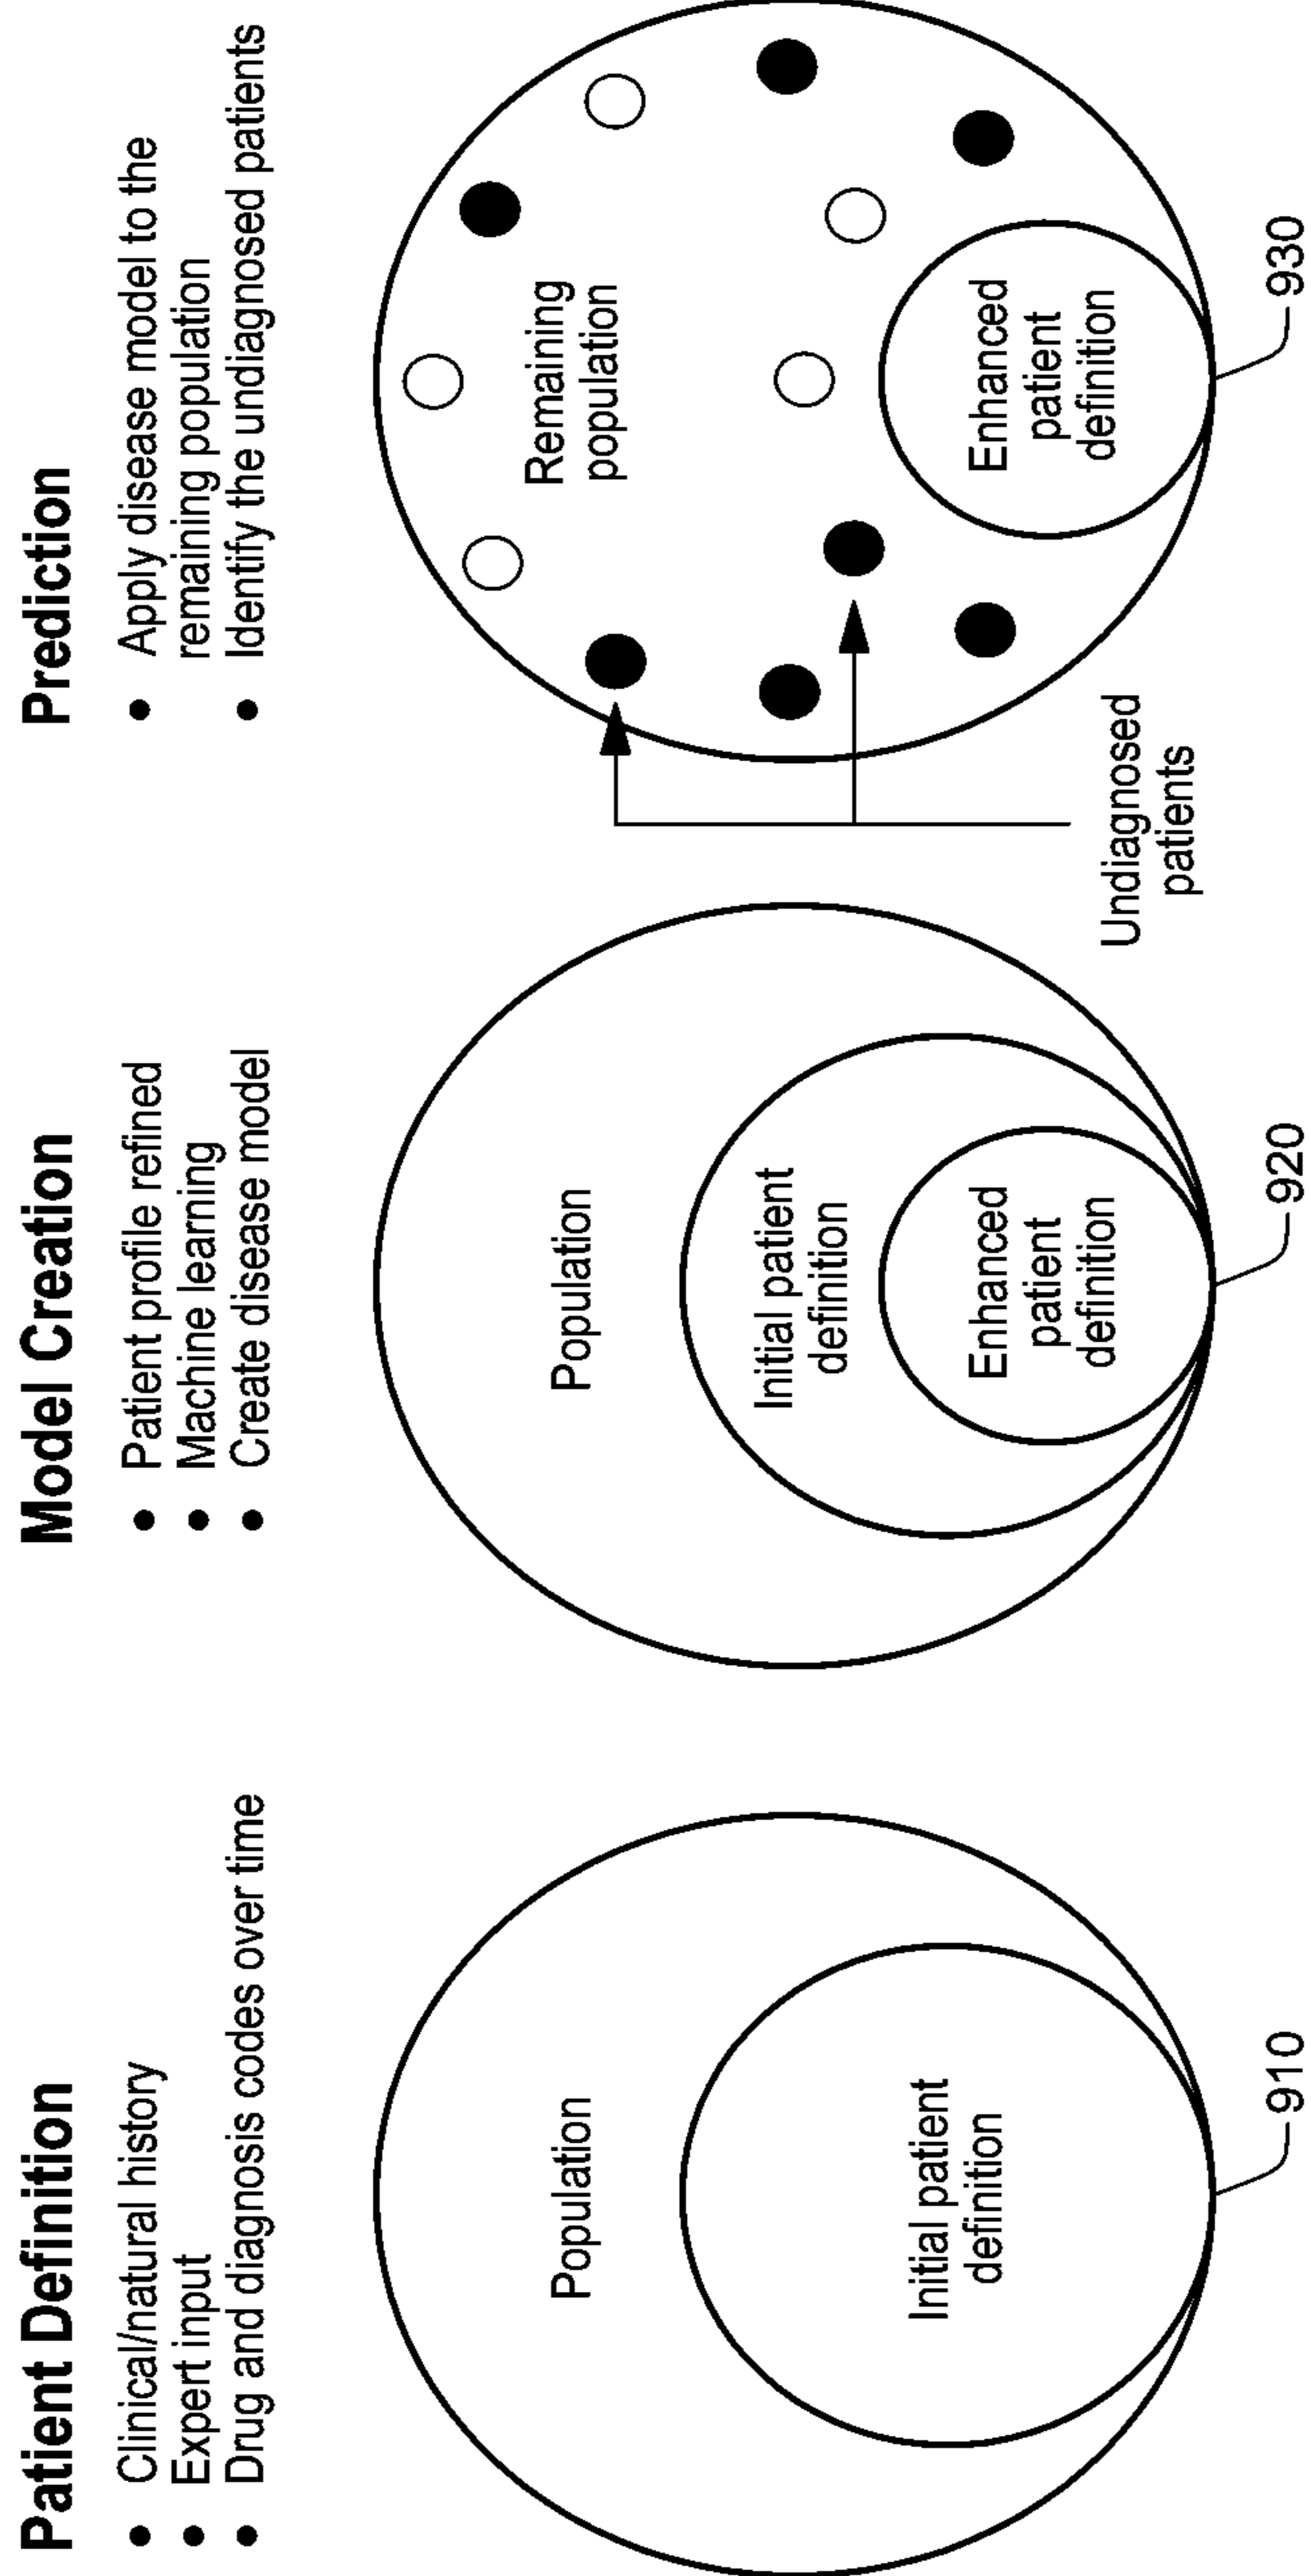 Patient Definition
• Clinical/natural history
• Expert input
• Drug and diagnosis codes over time
Population
Initial patient
definition
910
Model Creation
• Patient profile refined
• Machine learning
• Create disease model
Population
Initial patient
definition
Enhanced
patient
definition
920
Prediction
• Apply disease model to the
remaining population
• Identify the undiagnosed patients
Remaining
population
Enhanced
patient
definition
Undiagnosed
patients
930